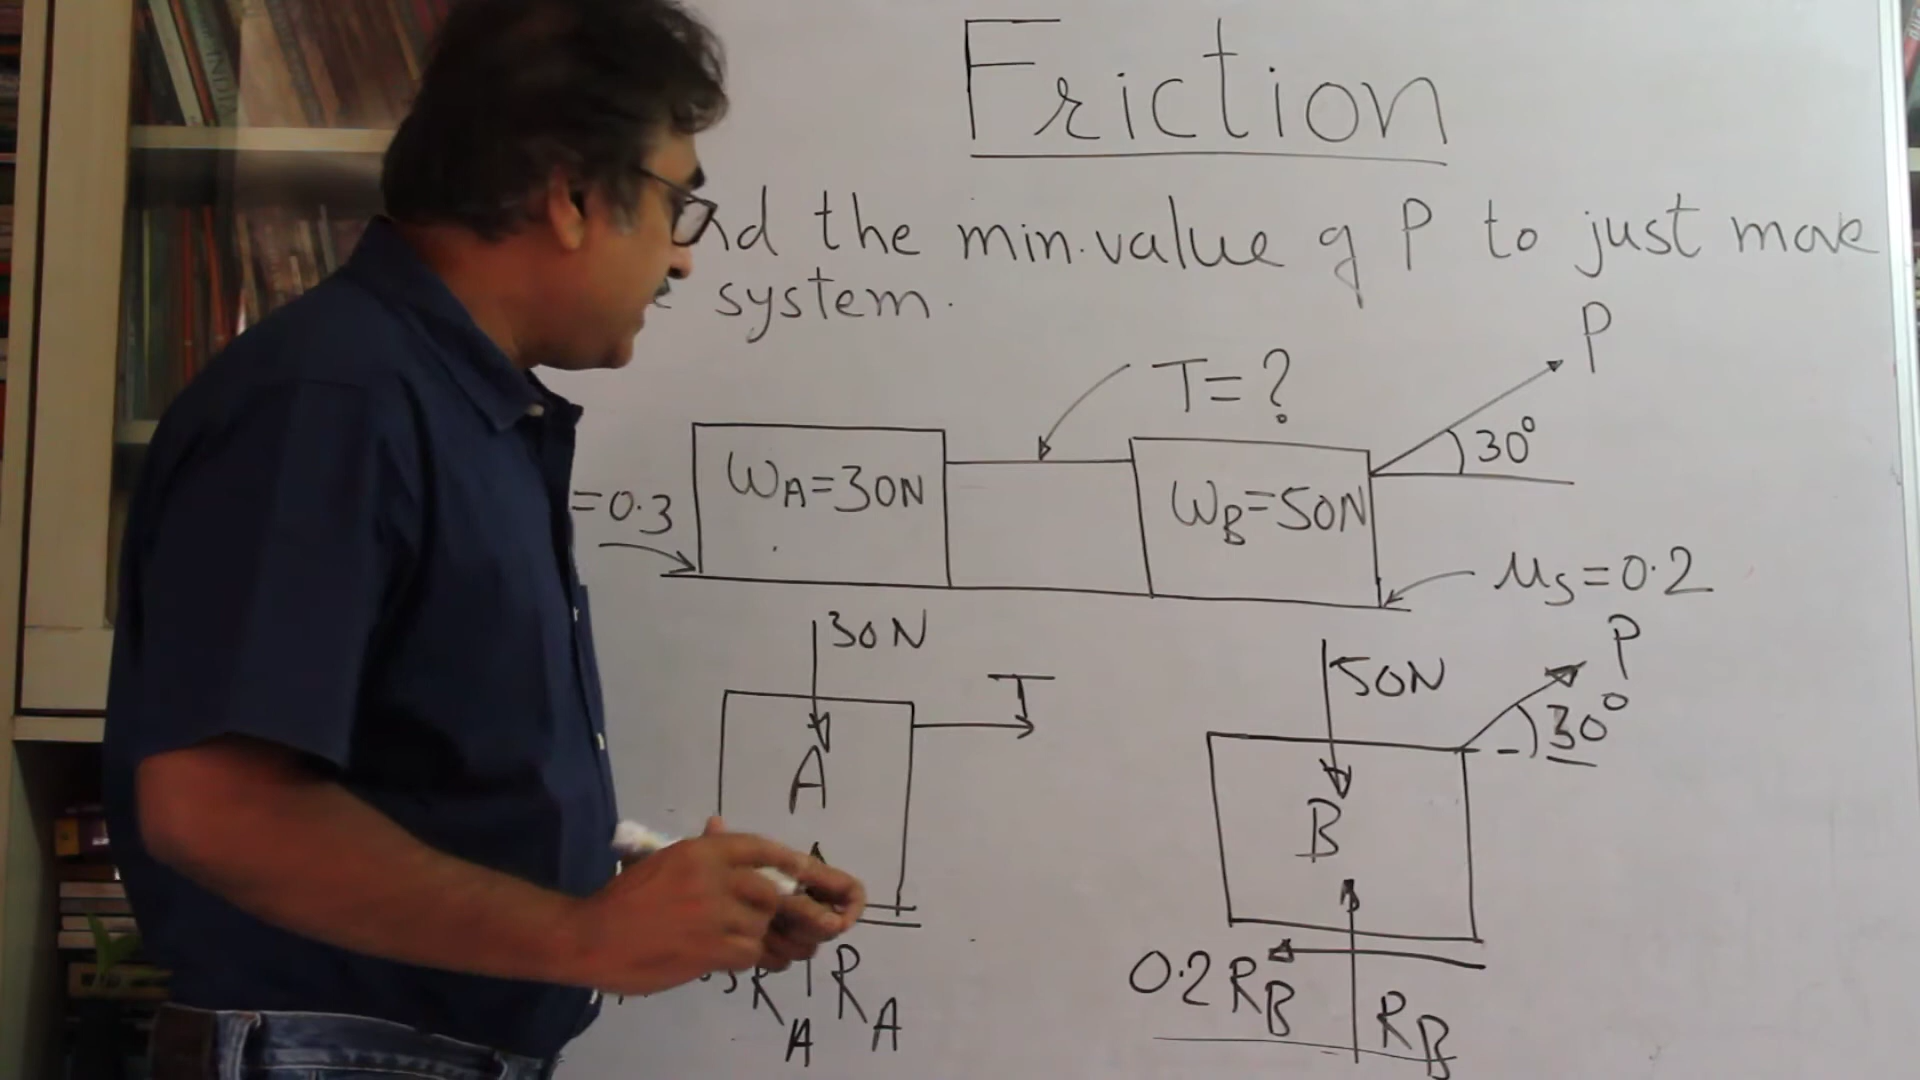 Friction
nd the min. value of P to just move
e system.
P
T=?
30°
WA=30N
WB=50N
=0.3
μs=0.2
30N
T
50N
P
30°
A
B
RA
RA
0.2RB
RB